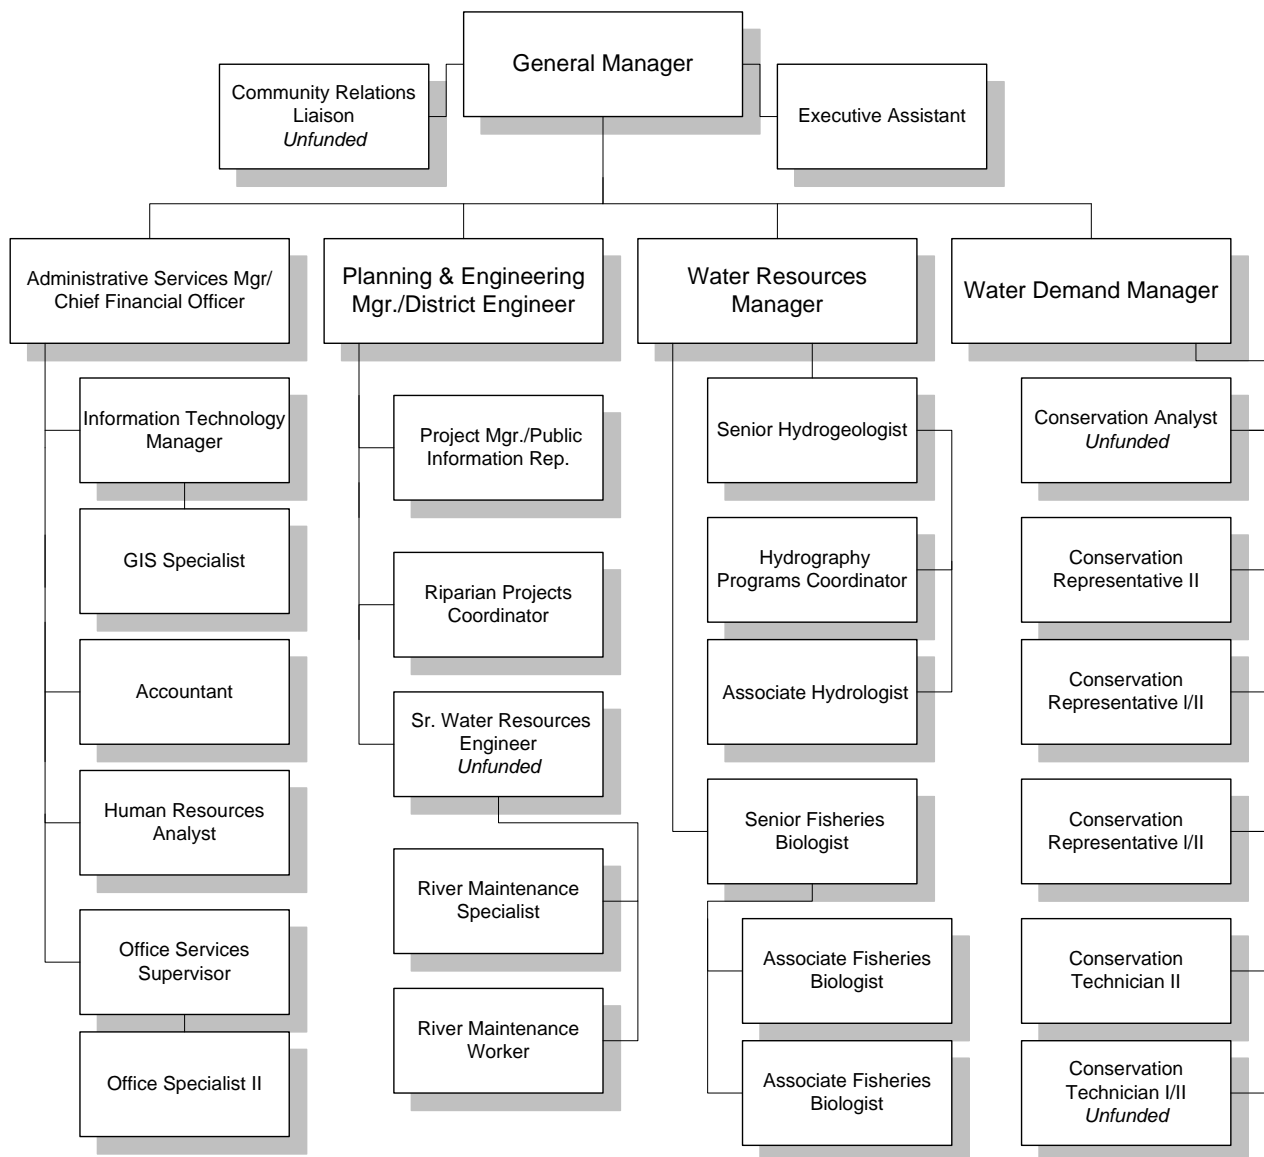 General Manager
Community Relations
Liaison
Unfunded
Executive Assistant
Administrative Services Mgr/
Chief Financial Officer
Planning & Engineering
Mgr./District Engineer
Water Resources
Manager
Water Demand Manager
Information Technology
Manager
GIS Specialist
Accountant
Human Resources
Analyst
Office Services
Supervisor
Office Specialist II
Project Mgr./Public
Information Rep.
Riparian Projects
Coordinator
Sr. Water Resources
Engineer
Unfunded
River Maintenance
Specialist
River Maintenance
Worker
Senior Hydrogeologist
Hydrography
Programs Coordinator
Associate Hydrologist
Senior Fisheries
Biologist
Associate Fisheries
Biologist
Associate Fisheries
Biologist
Conservation Analyst
Unfunded
Conservation
Representative II
Conservation
Representative I/II
Conservation
Representative I/II
Conservation
Technician II
Conservation
Technician I/II
Unfunded